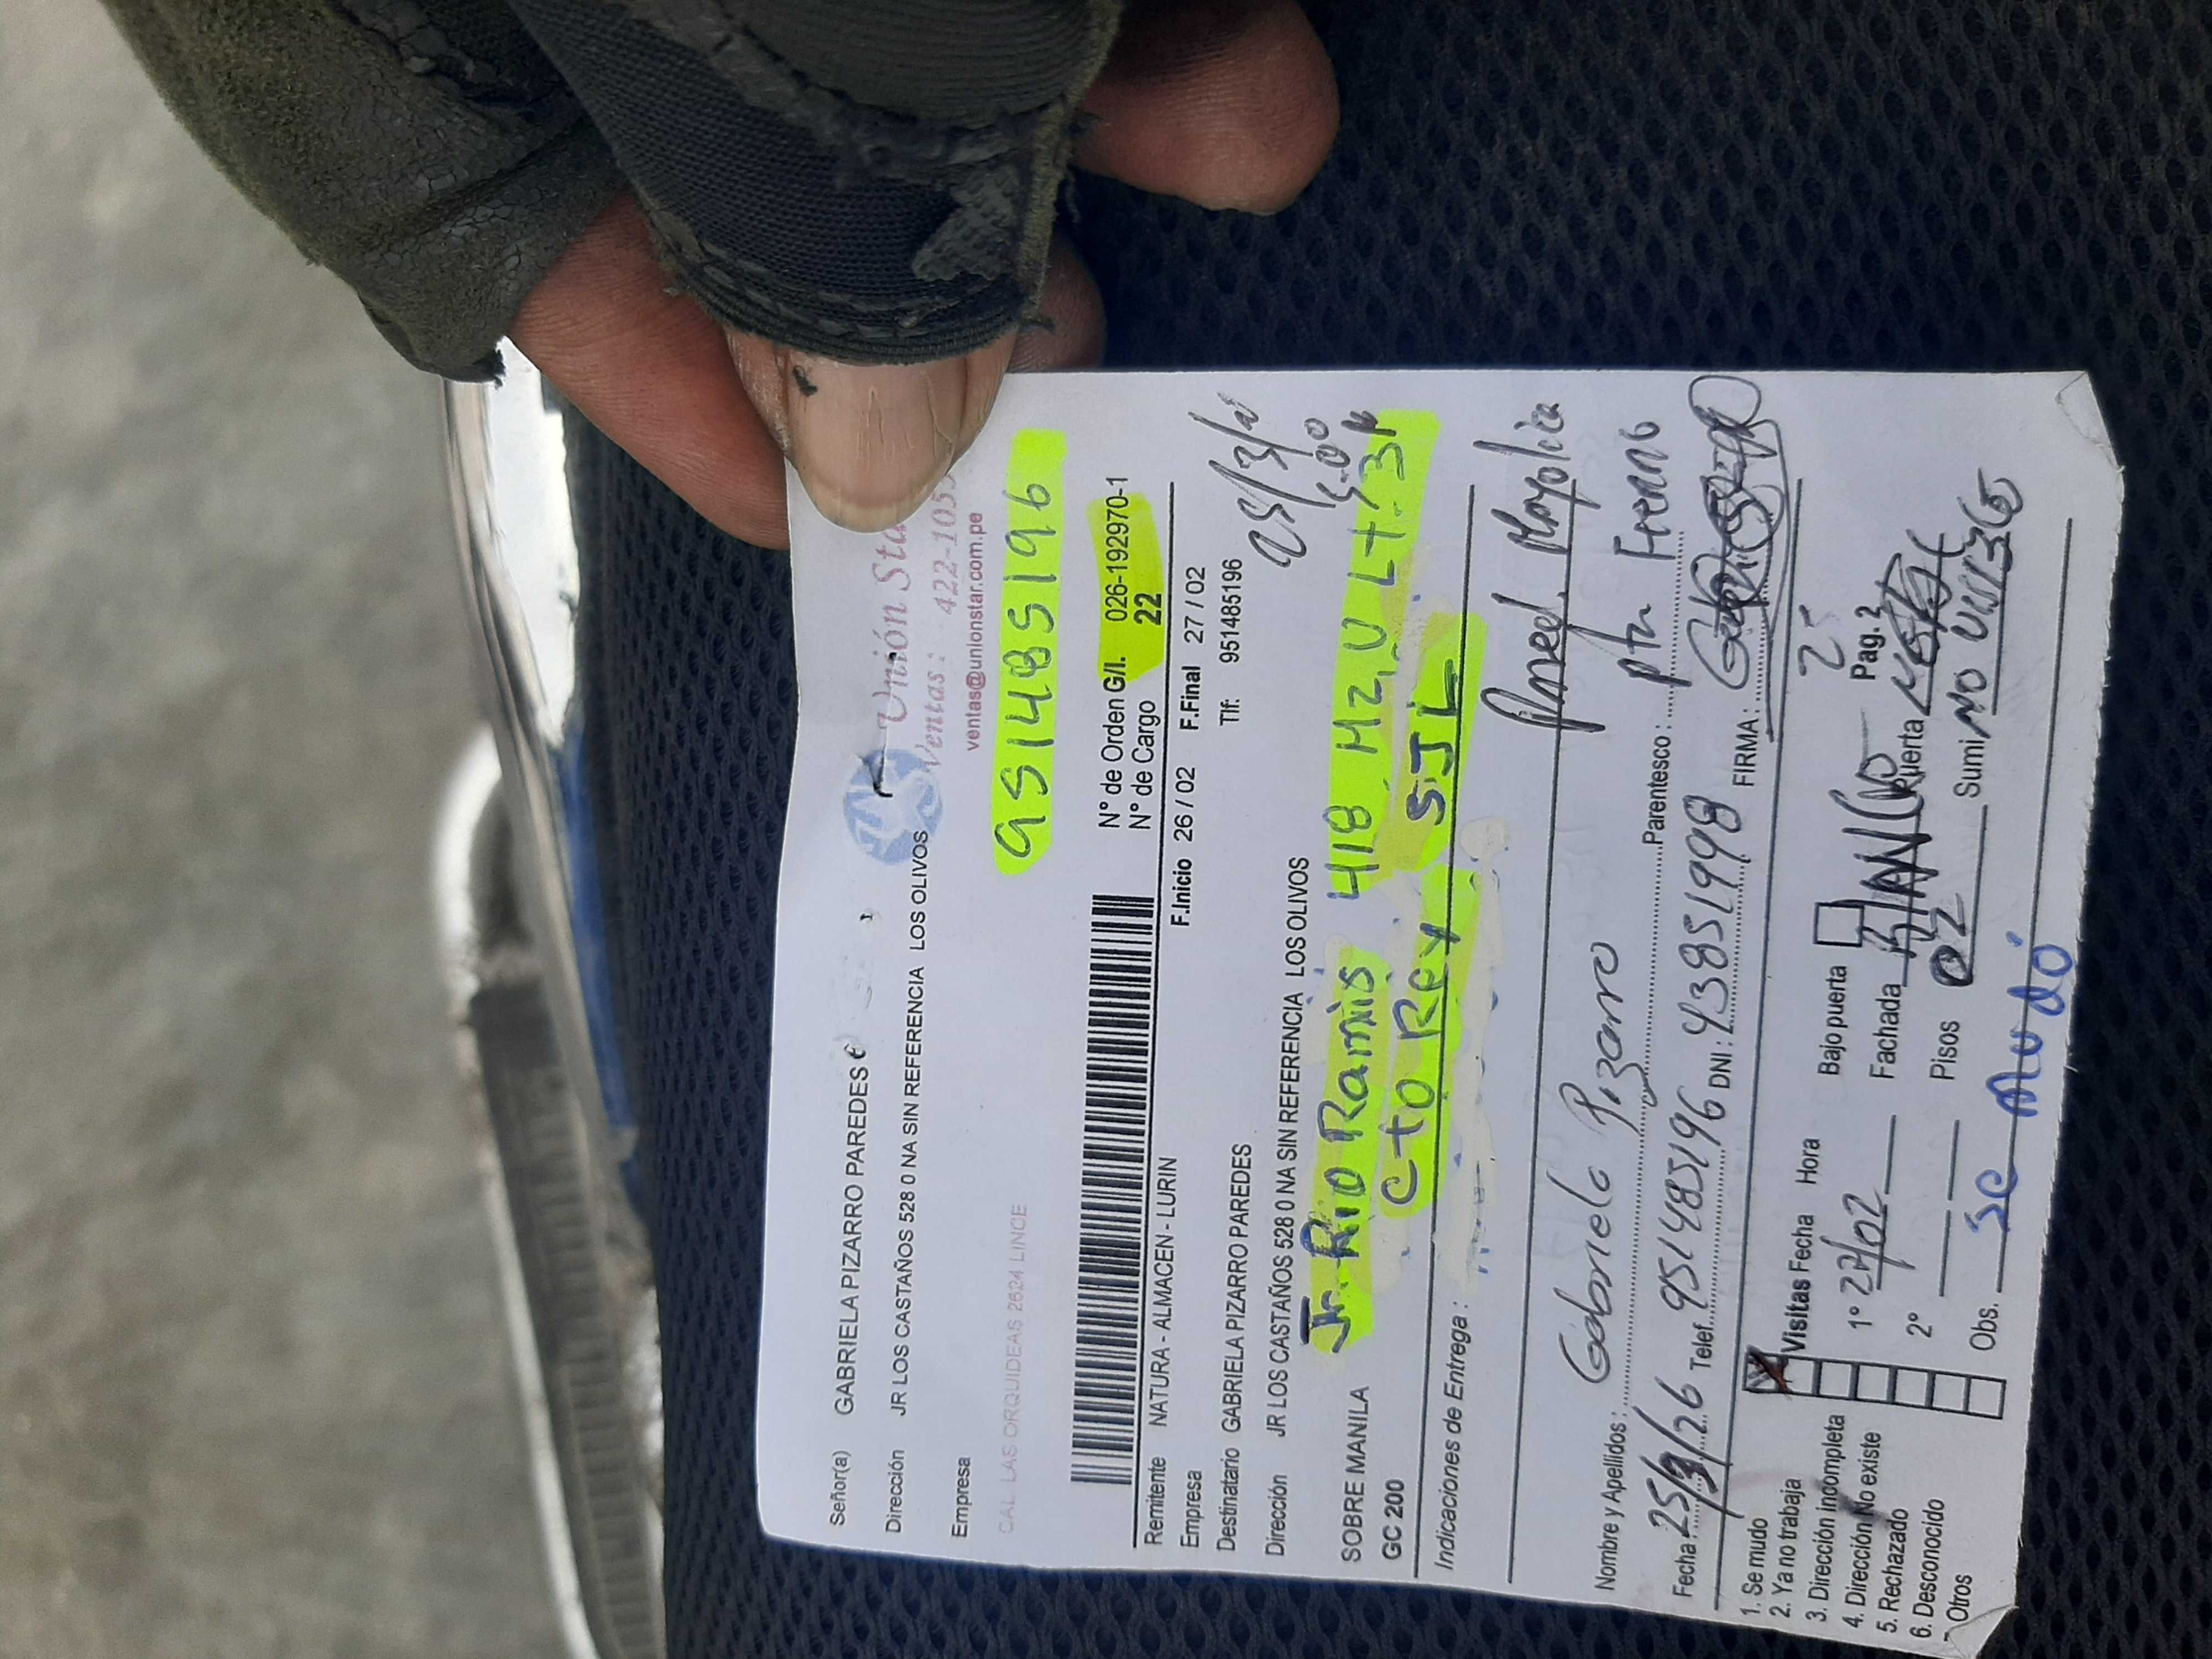 Señor(a) GABRIELA PIZARRO PAREDES
Dirección JR LOS CASTAÑOS 528 0 NA SIN REFERENCIA LOS OLIVOS
Empresa
CAL LAS ORQUIDEAS 2624 LINCE
Unión Sta
Ventas: 422-105
ventas@unionstar.com.pe
951485196
N° de Orden G/I. 026-192970-1
N° de Cargo 22
Remitente NATURA - ALMACEN - LURIN
F.Inicio 26 / 02 F.Final 27 / 02
Empresa
Destinatario GABRIELA PIZARRO PAREDES Tlf: 951485196
Dirección JR LOS CASTAÑOS 528 0 NA SIN REFERENCIA LOS OLIVOS
SOBRE MANILA
GC 200
Jr. Rio Ramis 418. Mz, U Lt. 3
Cto Rey SJL
Indicaciones de Entrega :
Nombre y Apellidos : Gabriela Pizarro
Parentesco :
Fecha 25/3/26 Telef. 951485196 DNI : 43851998 FIRMA :
1. Se mudo
2. Ya no trabaja
3. Dirección incompleta
4. Dirección No existe
5. Rechazado
6. Desconocido
Otros
Visitas Fecha Hora
1° 27/02
2°
Obs. Se mudó
Bajo puerta
Pag. 2
Fachada
Puerta
Pisos 02
Sumi